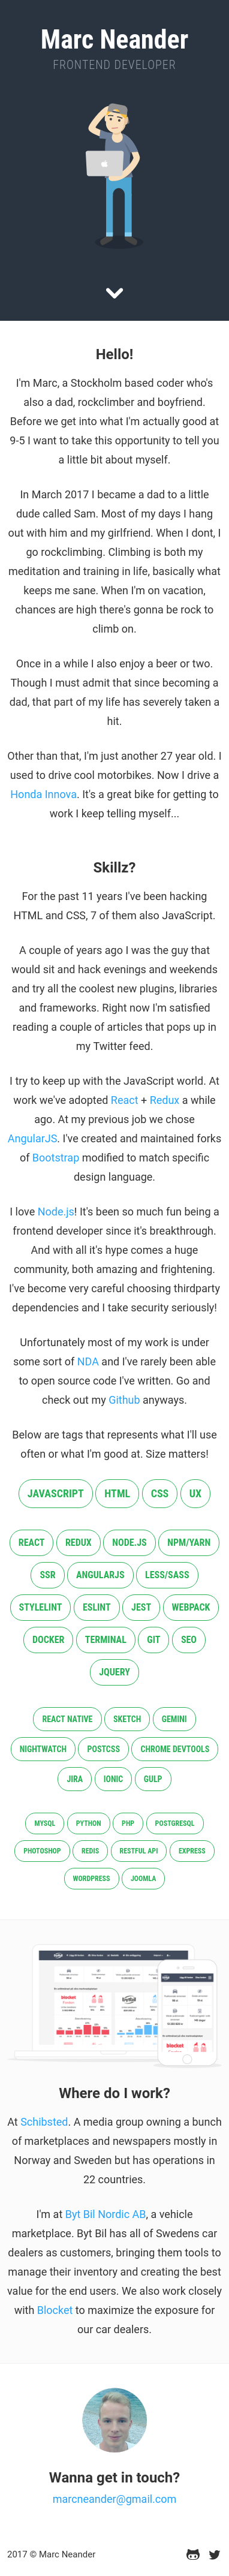 Marc Neander
FRONTEND DEVELOPER
Hello!
I'm Marc, a Stockholm based coder who's
also a dad, rockclimber and boyfriend.
Before we get into what I'm actually good at
9-5 I want to take this opportunity to tell you
a little bit about myself.
In March 2017 I became a dad to a little
dude called Sam. Most of my days I hang
out with him and my girlfriend. When I dont, I
go rockclimbing. Climbing is both my
meditation and training in life, basically what
keeps me sane. When I'm on vacation,
chances are high there's gonna be rock to
climb on.
Once in a while I also enjoy a beer or two.
Though I must admit that since becoming a
dad, that part of my life has severely taken a
hit.
Other than that, I'm just another 27 year old. I
used to drive cool motorbikes. Now I drive a
Honda Innova. It's a great bike for getting to
work I keep telling myself...
Skillz?
For the past 11 years I've been hacking
HTML and CSS, 7 of them also JavaScript.
A couple of years ago I was the guy that
would sit and hack evenings and weekends
and try all the coolest new plugins, libraries
and frameworks. Right now I'm satisfied
reading a couple of articles that pops up in
my Twitter feed.
I try to keep up with the JavaScript world. At
work we've adopted React + Redux a while
ago. At my previous job we chose
AngularJS. I've created and maintained forks
of Bootstrap modified to match specific
design language.
I love Node.js! It's been so much fun being a
frontend developer since it's breakthrough.
And with all it's hype comes a huge
community, both amazing and frightening.
I've become very careful choosing thirdparty
dependencies and I take security seriously!
Unfortunately most of my work is under
some sort of NDA and I've rarely been able
to open source code I've written. Go and
check out my Github anyways.
Below are tags that represents what I'll use
often or what I'm good at. Size matters!
JAVASCRIPT HTML CSS UX
REACT REDUX NODE.JS NPM/YARN
SSR ANGULARJS LESS/SASS
STYLELINT ESLINT JEST WEBPACK
DOCKER TERMINAL GIT SEO
JQUERY
REACT NATIVE SKETCH GEMINI
NIGHTWATCH POSTCSS CHROME DEVTOOLS
JIRA IONIC GULP
MYSQL PYTHON PHP POSTGRESQL
PHOTOSHOP REDIS RESTFUL API EXPRESS
WORDPRESS JOOMLA
blocket bytbil
blocket
Where do I work?
At Schibsted. A media group owning a bunch
of marketplaces and newspapers mostly in
Norway and Sweden but has operations in
22 countries.
I'm at Byt Bil Nordic AB, a vehicle
marketplace. Byt Bil has all of Swedens car
dealers as customers, bringing them tools to
manage their inventory and creating the best
value for the end users. We also work closely
with Blocket to maximize the exposure for
our car dealers.
Wanna get in touch?
marcneander@gmail.com
2017 © Marc Neander